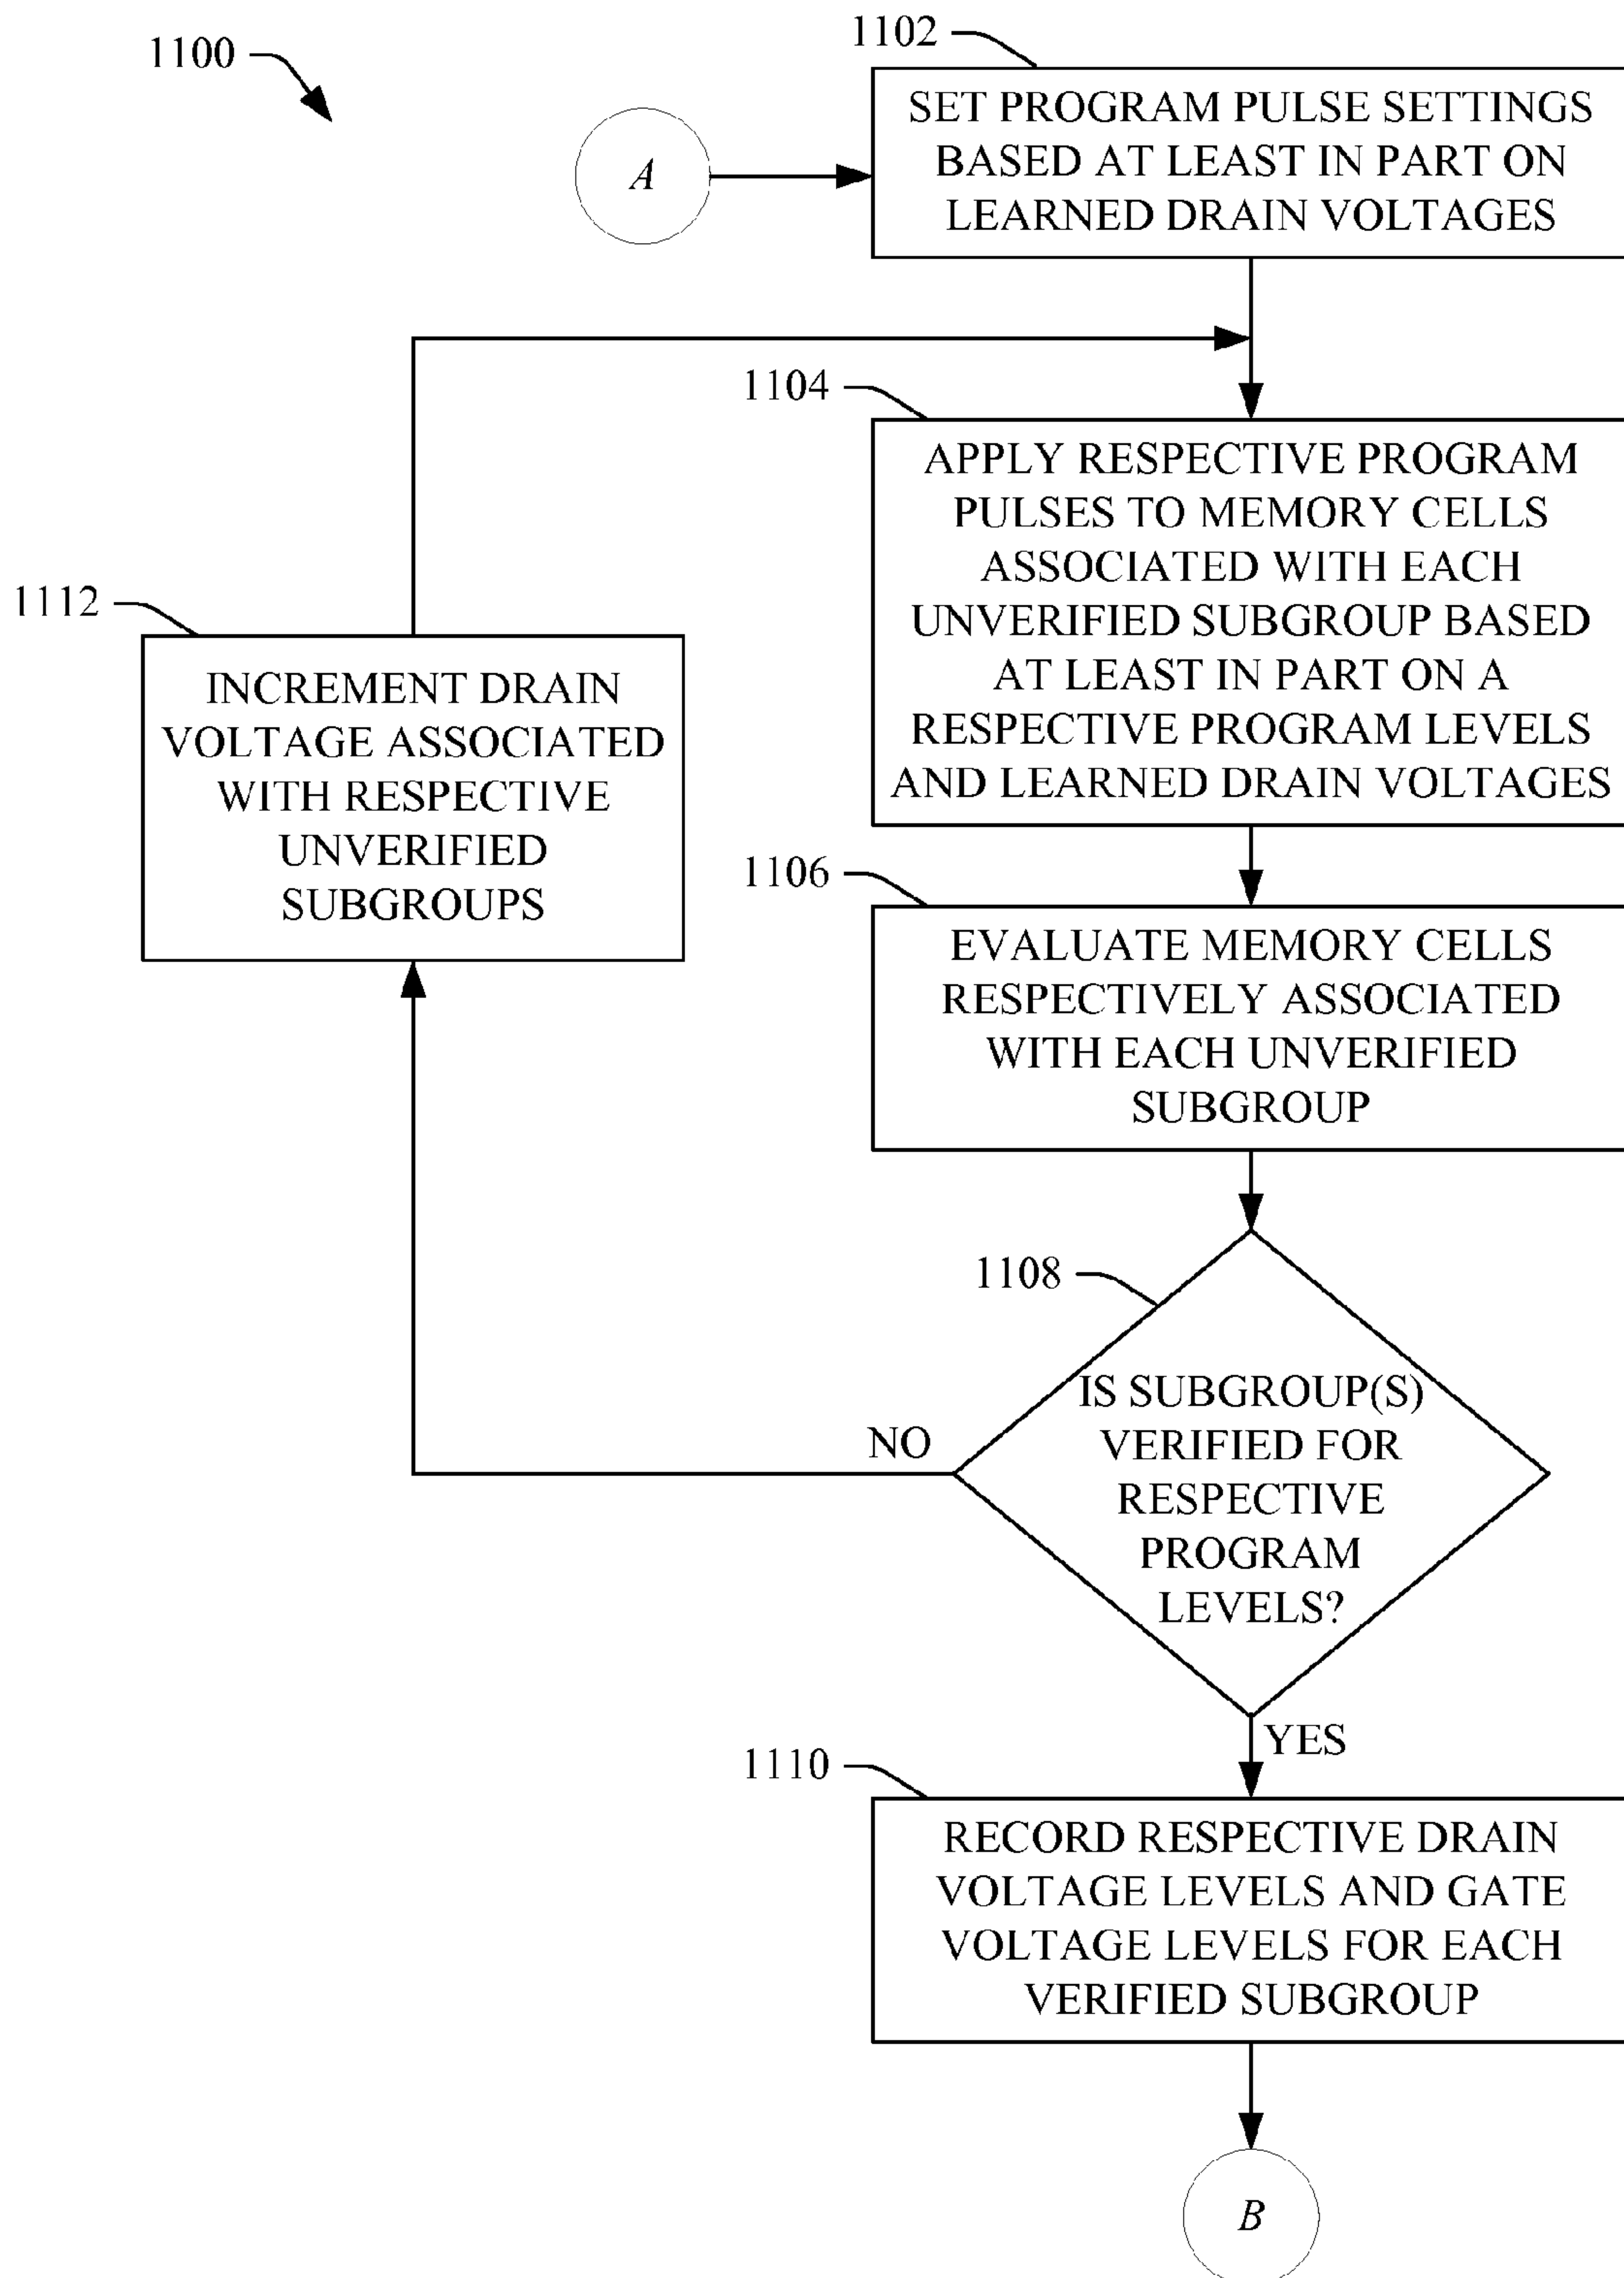 1100
1102
SET PROGRAM PULSE SETTINGS
BASED AT LEAST IN PART ON
LEARNED DRAIN VOLTAGES
A
1104
APPLY RESPECTIVE PROGRAM
PULSES TO MEMORY CELLS
ASSOCIATED WITH EACH
UNVERIFIED SUBGROUP BASED
AT LEAST IN PART ON A
RESPECTIVE PROGRAM LEVELS
AND LEARNED DRAIN VOLTAGES
1112
INCREMENT DRAIN
VOLTAGE ASSOCIATED
WITH RESPECTIVE
UNVERIFIED
SUBGROUPS
1106
EVALUATE MEMORY CELLS
RESPECTIVELY ASSOCIATED
WITH EACH UNVERIFIED
SUBGROUP
1108
IS SUBGROUP(S)
VERIFIED FOR
RESPECTIVE
PROGRAM
LEVELS?
NO
YES
1110
RECORD RESPECTIVE DRAIN
VOLTAGE LEVELS AND GATE
VOLTAGE LEVELS FOR EACH
VERIFIED SUBGROUP
B